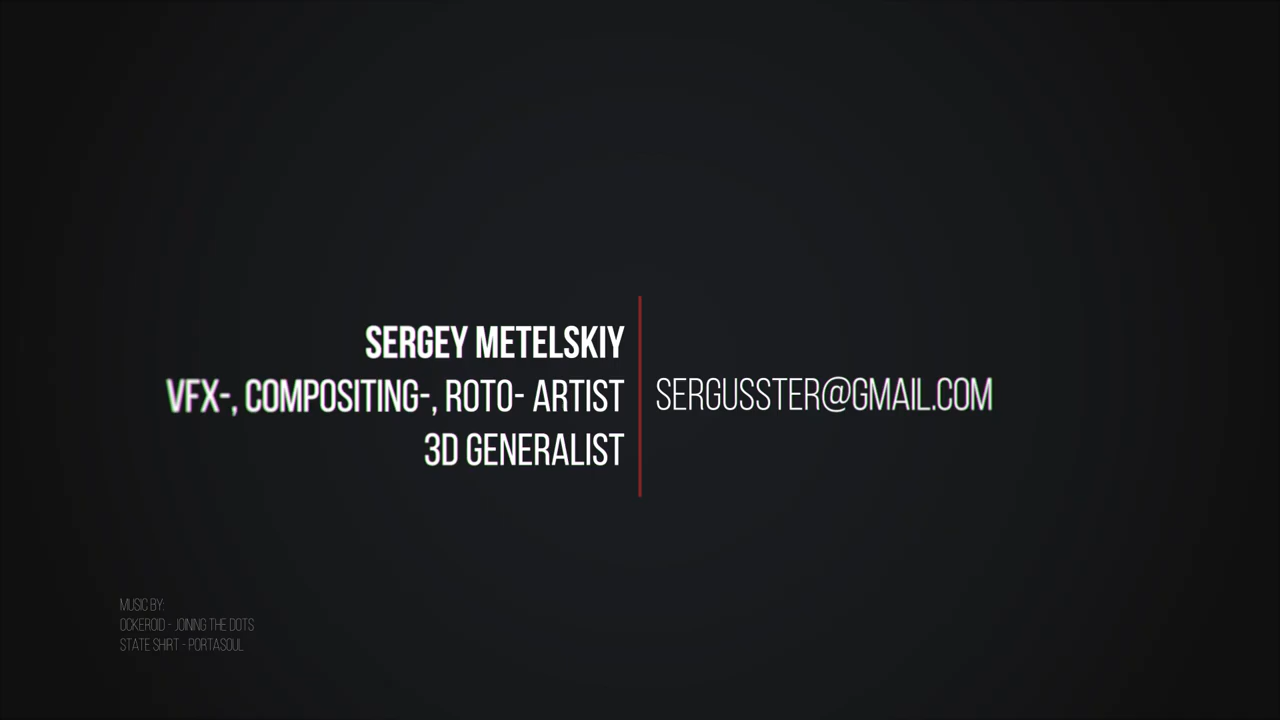 SERGEY METELSKIY
VFX-, COMPOSITING-, ROTO- ARTIST
3D GENERALIST
SERGUSSTER@GMAIL.COM
MUSIC BY:
OCKEROID - JOINING THE DOTS
STATE SHIRT - PORTASOUL